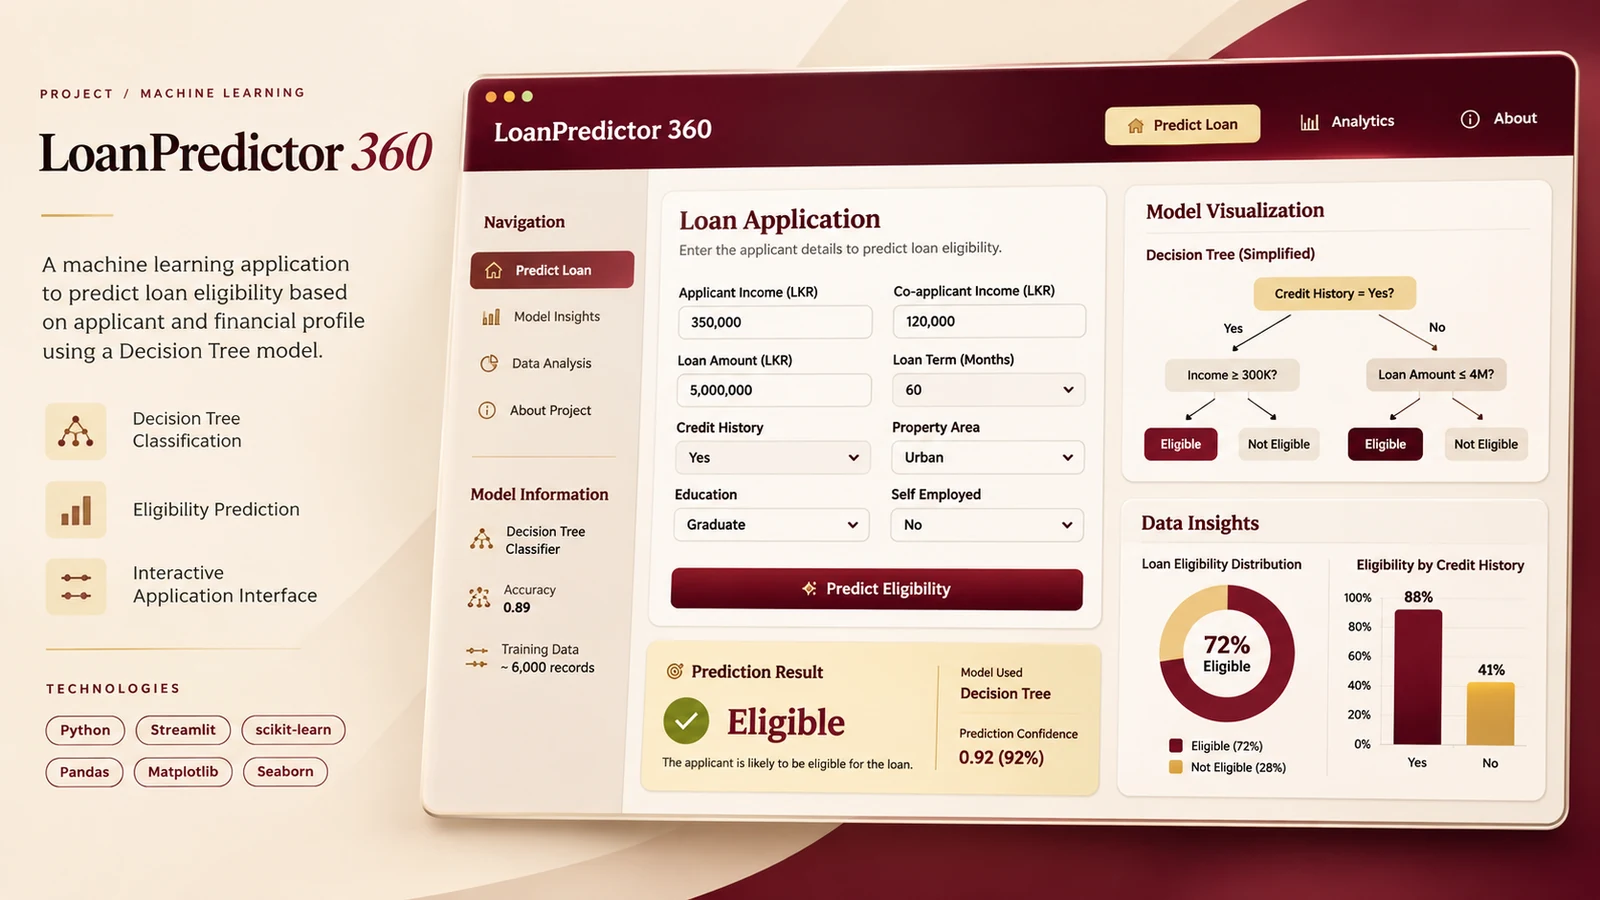 PROJECT / MACHINE LEARNING
LoanPredictor 360
A machine learning application
to predict loan eligibility based
on applicant and financial profile
using a Decision Tree model.
Decision Tree
Classification
Eligibility Prediction
Interactive
Application Interface
TECHNOLOGIES
Python
Streamlit
scikit-learn
Pandas
Matplotlib
Seaborn
LoanPredictor 360
Predict Loan
Analytics
About
Navigation
Predict Loan
Model Insights
Data Analysis
About Project
Model Information
Decision Tree
Classifier
Accuracy
0.89
Training Data
~ 6,000 records
Loan Application
Enter the applicant details to predict loan eligibility.
Applicant Income (LKR)
350,000
Co-applicant Income (LKR)
120,000
Loan Amount (LKR)
5,000,000
Loan Term (Months)
60
Credit History
Yes
Property Area
Urban
Education
Graduate
Self Employed
No
Predict Eligibility
Prediction Result
Eligible
The applicant is likely to be eligible for the loan.
Model Used
Decision Tree
Prediction Confidence
0.92 (92%)
Model Visualization
Decision Tree (Simplified)
Credit History = Yes?
Yes
No
Income ≥ 300K?
Loan Amount ≤ 4M?
Eligible
Not Eligible
Eligible
Not Eligible
Data Insights
Loan Eligibility Distribution
72%
Eligible
Eligible (72%)
Not Eligible (28%)
Eligibility by Credit History
100%
80%
60%
40%
20%
0%
88%
41%
Yes
No